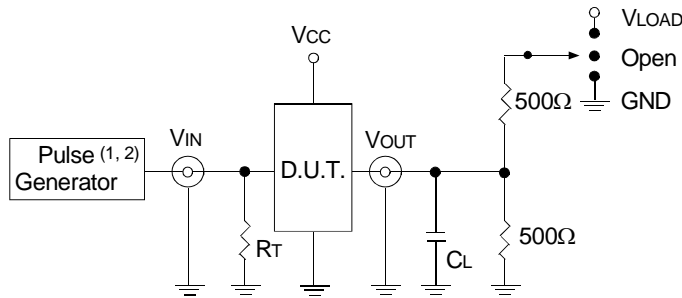 VLOAD
VCC
Open
500Ω
GND
VIN
VOUT
Pulse (1, 2)
Generator
D.U.T.
RT
CL
500Ω